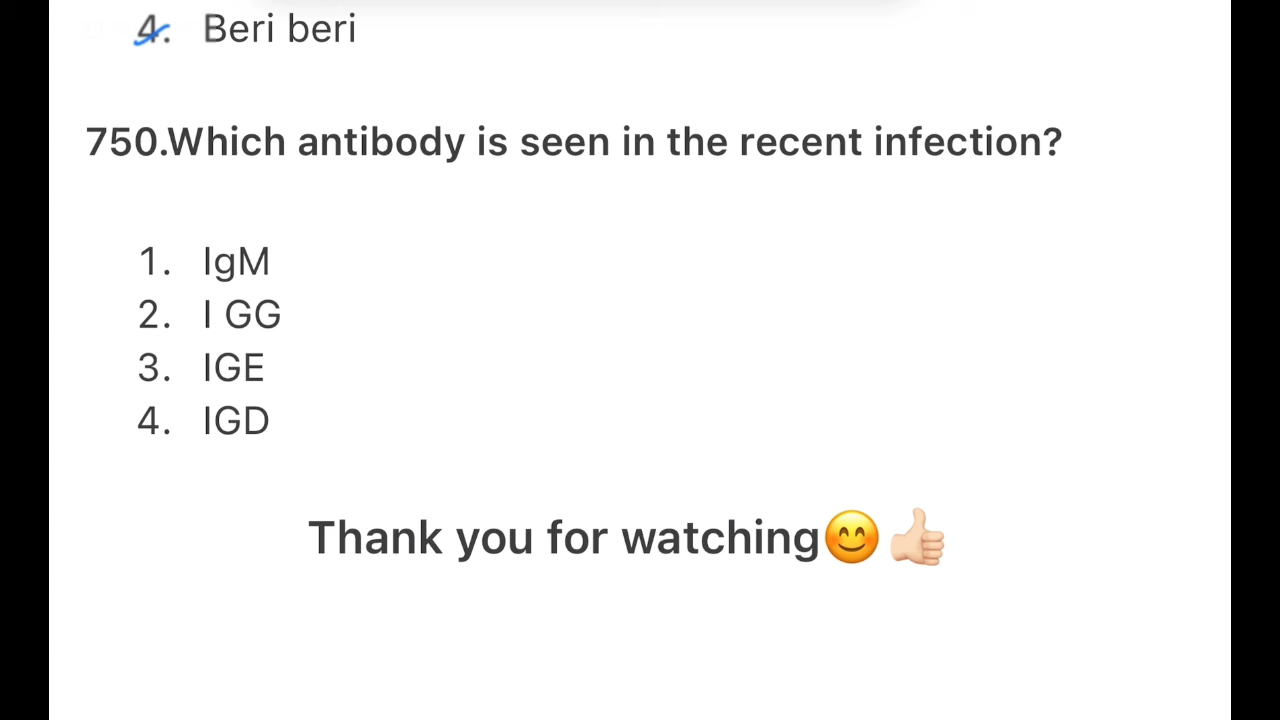 4. Beri beri
750.Which antibody is seen in the recent infection?
1. IgM
2. I GG
3. IGE
4. IGD
Thank you for watching😊👍🏻